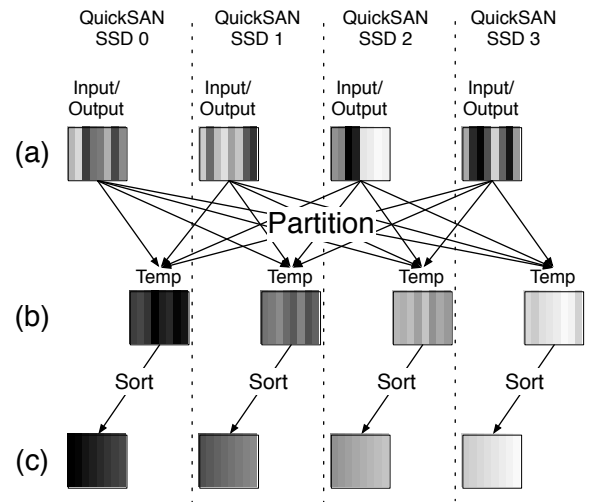 QuickSAN QuickSAN QuickSAN QuickSAN
SSD 0 SSD 1 SSD 2 SSD 3
Input/ Input/ Input/ Input/
Output Output Output Output
(a)
Partition
Temp Temp Temp Temp
(b)
Sort Sort Sort Sort
(c)